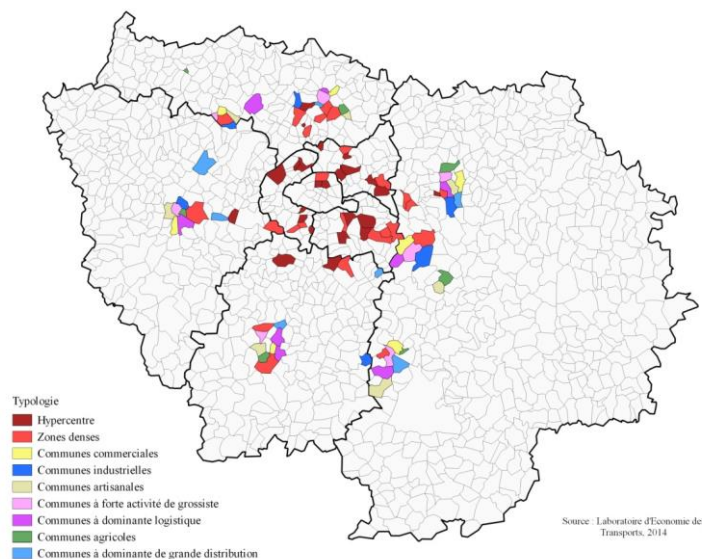 Typologie
Hypercentre
Zones denses
Communes commerciales
Communes industrielles
Communes artisanales
Communes à forte activité de grossiste
Communes à dominante logistique
Communes agricoles
Communes à dominante de grande distribution
Source : Laboratoire d'Economie de
Transports, 2014